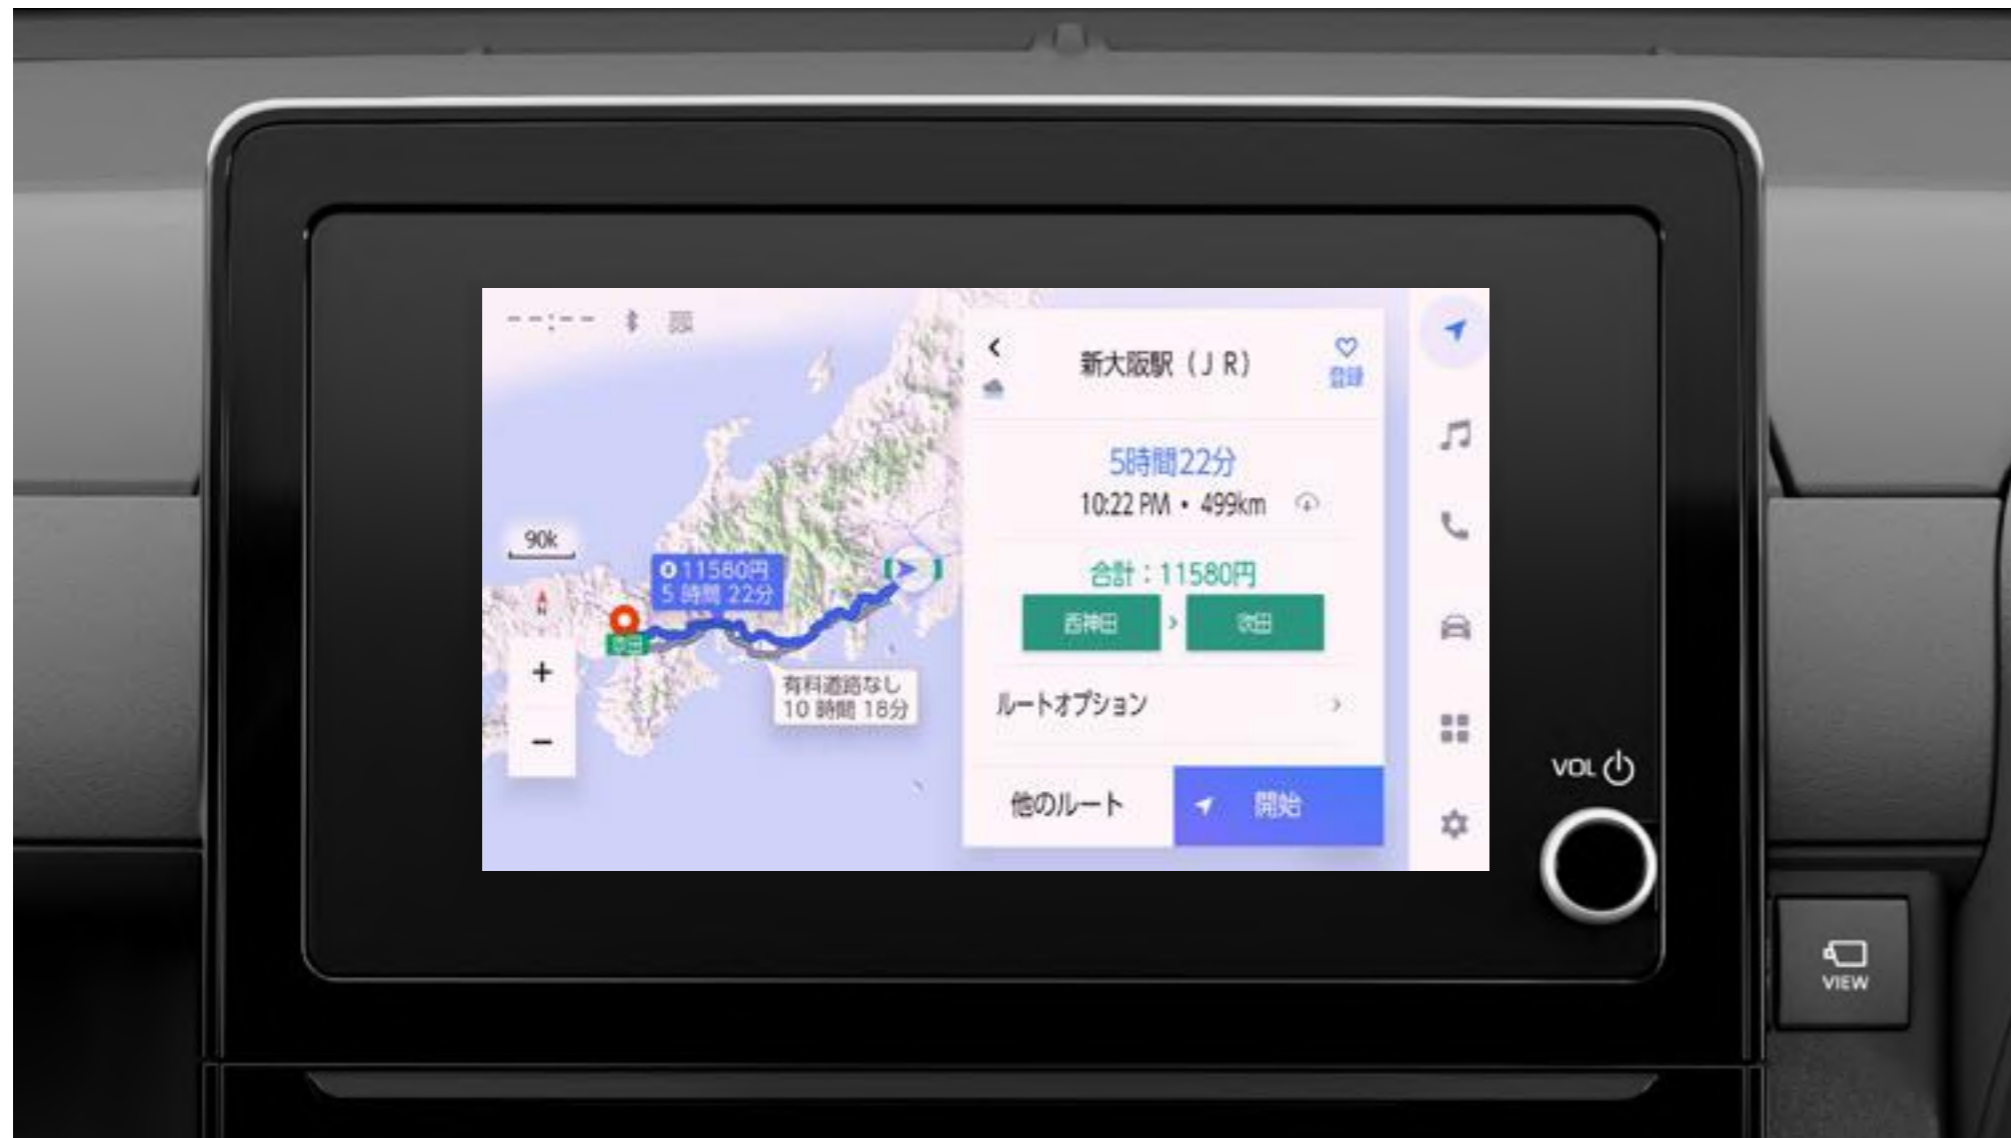 --:--
新大阪駅（ＪＲ）
登録
5時間22分
10:22 PM・499km
合計：11580円
西神田 > 吹田
ルートオプション
他のルート
開始
90k
N
+
−
11580円
5 時間 22分
吹田
有料道路なし
10 時間 18分
VOL
VIEW